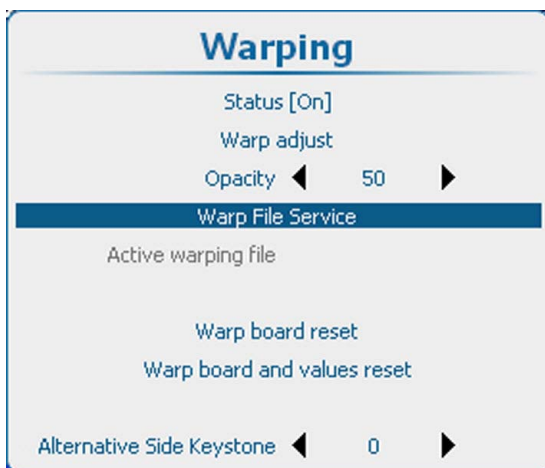 Warping
Status [On]
Warp adjust
Opacity 50
Warp File Service
Active warping file
Warp board reset
Warp board and values reset
Alternative Side Keystone 0